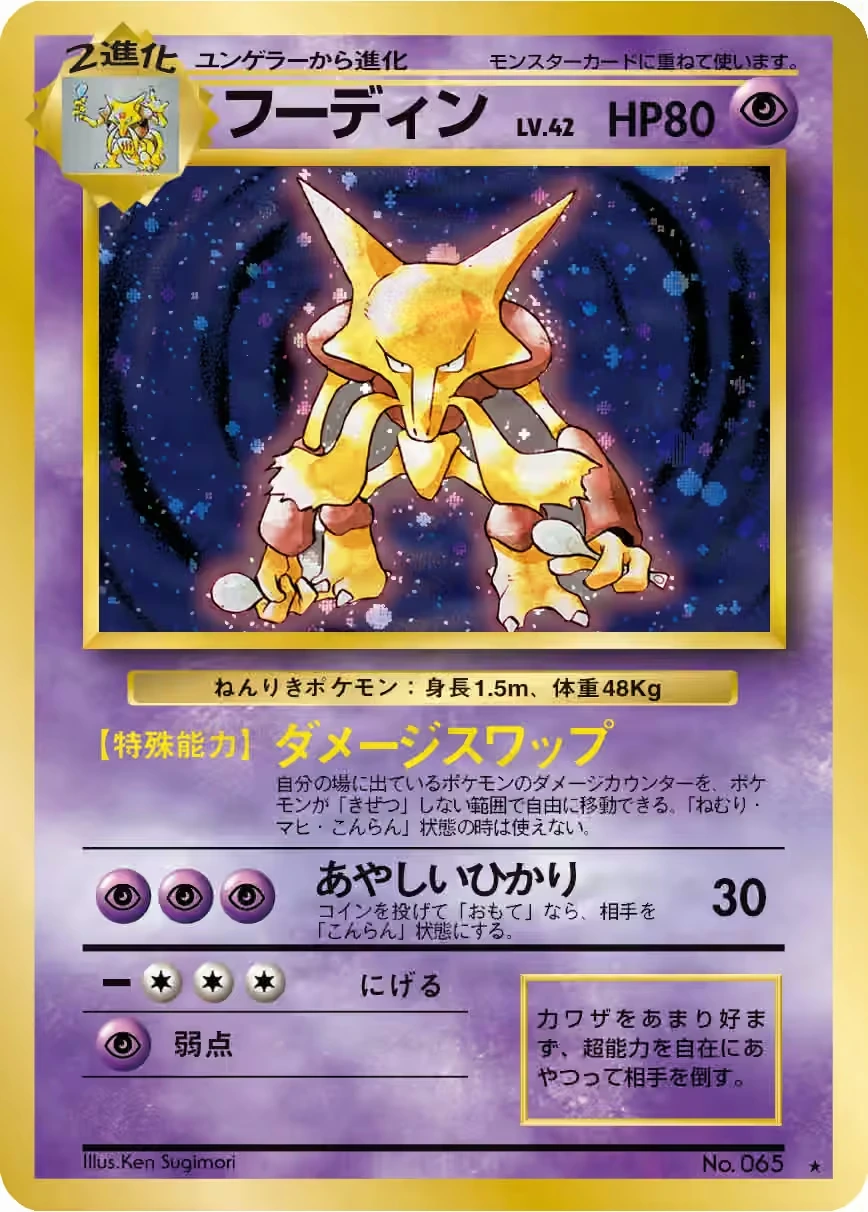 2進化
ユンゲラーから進化
モンスターカードに重ねて使います。
フーディン LV.42 HP80
ねんりきポケモン：身長1.5m、体重48Kg
【特殊能力】ダメージスワップ
自分の場に出ているポケモンのダメージカウンターを、ポケ
モンが「きぜつ」しない範囲で自由に移動できる。「ねむり・
マヒ・こんらん」状態の時は使えない。
あやしいひかり 30
コインを投げて「おもて」なら、相手を
「こんらん」状態にする。
ー にげる
弱点
力ワザをあまり好ま
ず、超能力を自在にあ
やつって相手を倒す。
Illus.Ken Sugimori
No.065 ★